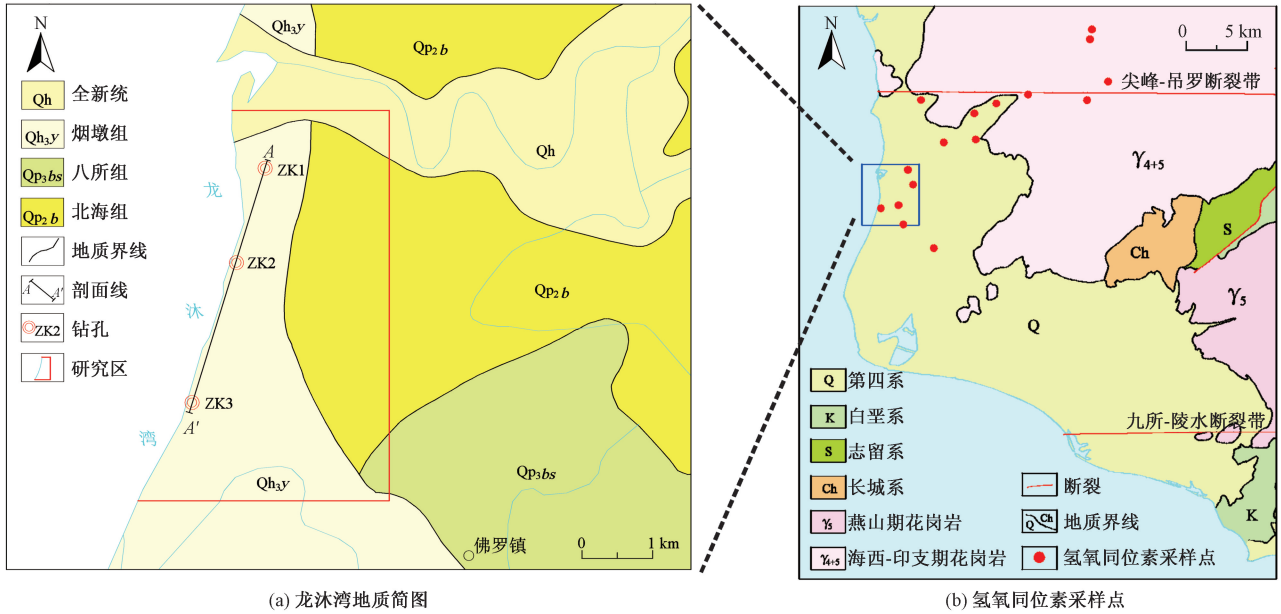 N
Qh 全新统
Qh₃y 烟墩组
Qp₃bs 八所组
Qp₂b 北海组
地质界线
A A′ 剖面线
ZK2 钻孔
研究区
Qh₃y
Qp₂b
Qh
A
ZK1
龙
ZK2
沐
Qp₂b
ZK3
A′
湾
Qp₃bs
Qh₃y
佛罗镇
0 1 km
(a) 龙沐湾地质简图
N
0 5 km
尖峰-吊罗断裂带
γ₄₊₅
S
Ch
γ₅
Q
九所-陵水断裂带
K
Q 第四系
K 白垩系
S 志留系
Ch 长城系
γ₅ 燕山期花岗岩
γ₄₊₅ 海西-印支期花岗岩
断裂
Q Ch 地质界线
氢氧同位素采样点
(b) 氢氧同位素采样点